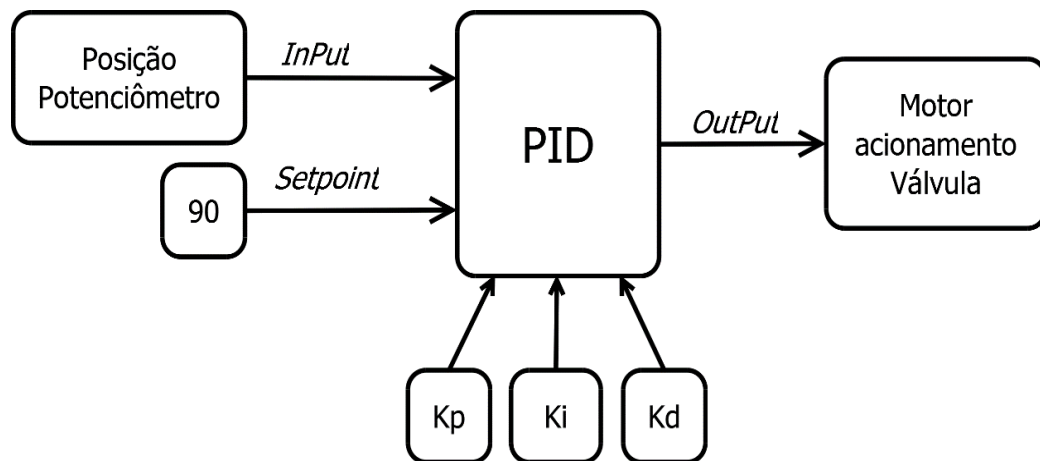 Posição
Potenciômetro
InPut
PID
OutPut
Motor
acionamento
Válvula
90
Setpoint
Kp
Ki
Kd